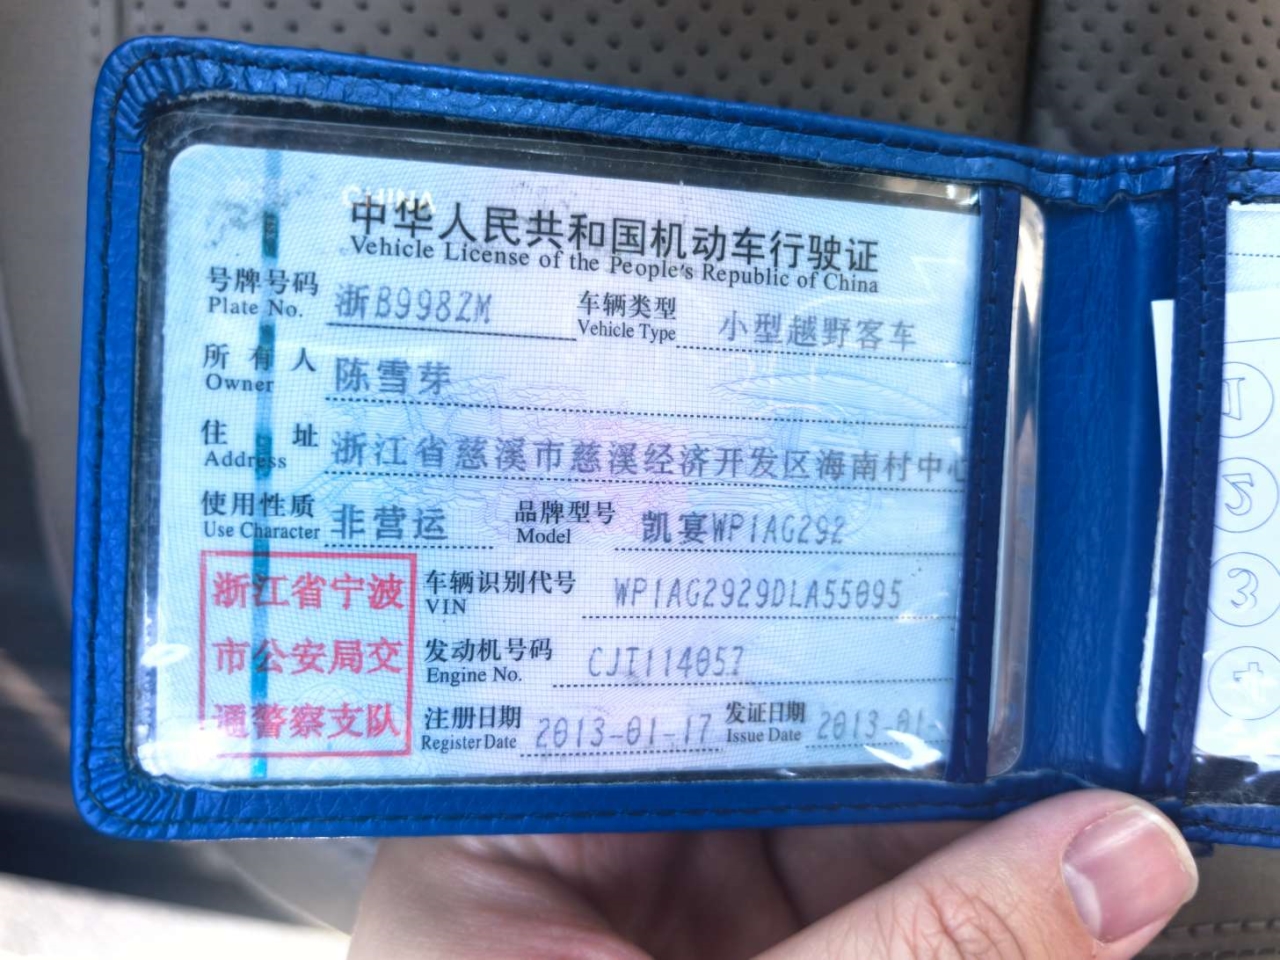 CHINA
中华人民共和国机动车行驶证
Vehicle License of the People's Republic of China
号牌号码 浙B998ZM 车辆类型 小型越野客车
Plate No. Vehicle Type
所有人 陈雪芽
Owner
住址 浙江省慈溪市慈溪经济开发区海南村中心
Address
使用性质 非营运 品牌型号 凯宴WP1AG292
Use Character Model
浙江省宁波
市公安局交
通警察支队
车辆识别代号 WP1AG2929DLA55095
VIN
发动机号码 CJT114057
Engine No.
注册日期 2013-01-17 发证日期 2013-01-
Register Date Issue Date
5
3